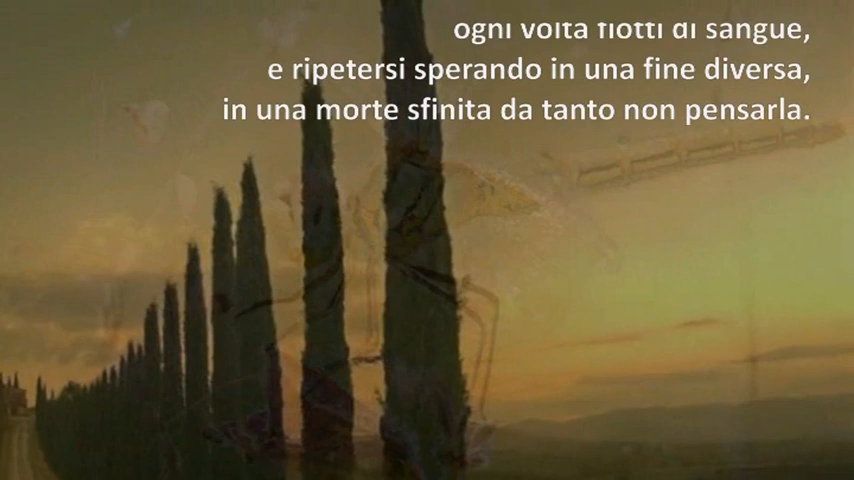 ogni volta fiotti di sangue,
e ripetersi sperando in una fine diversa,
in una morte sfinita da tanto non pensarla.